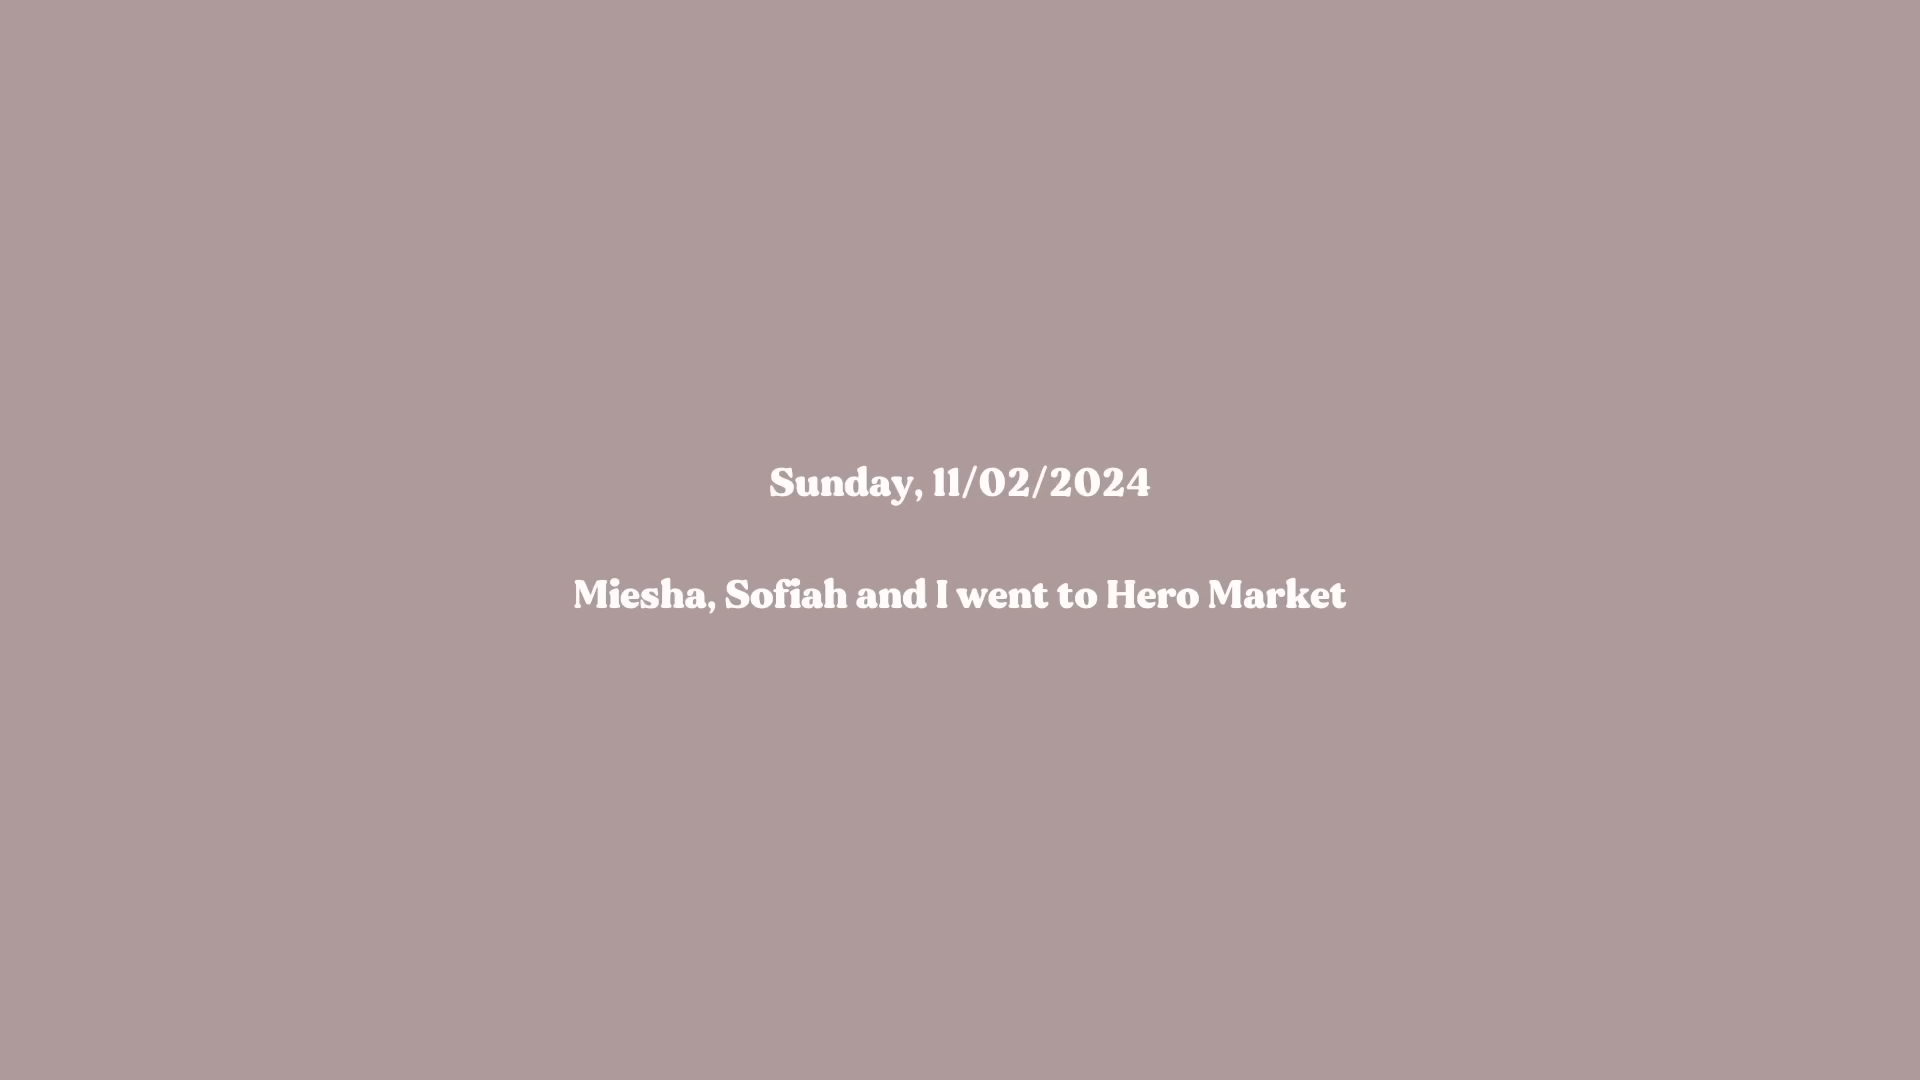 Sunday, 11/02/2024
Miesha, Sofiah and I went to Hero Market